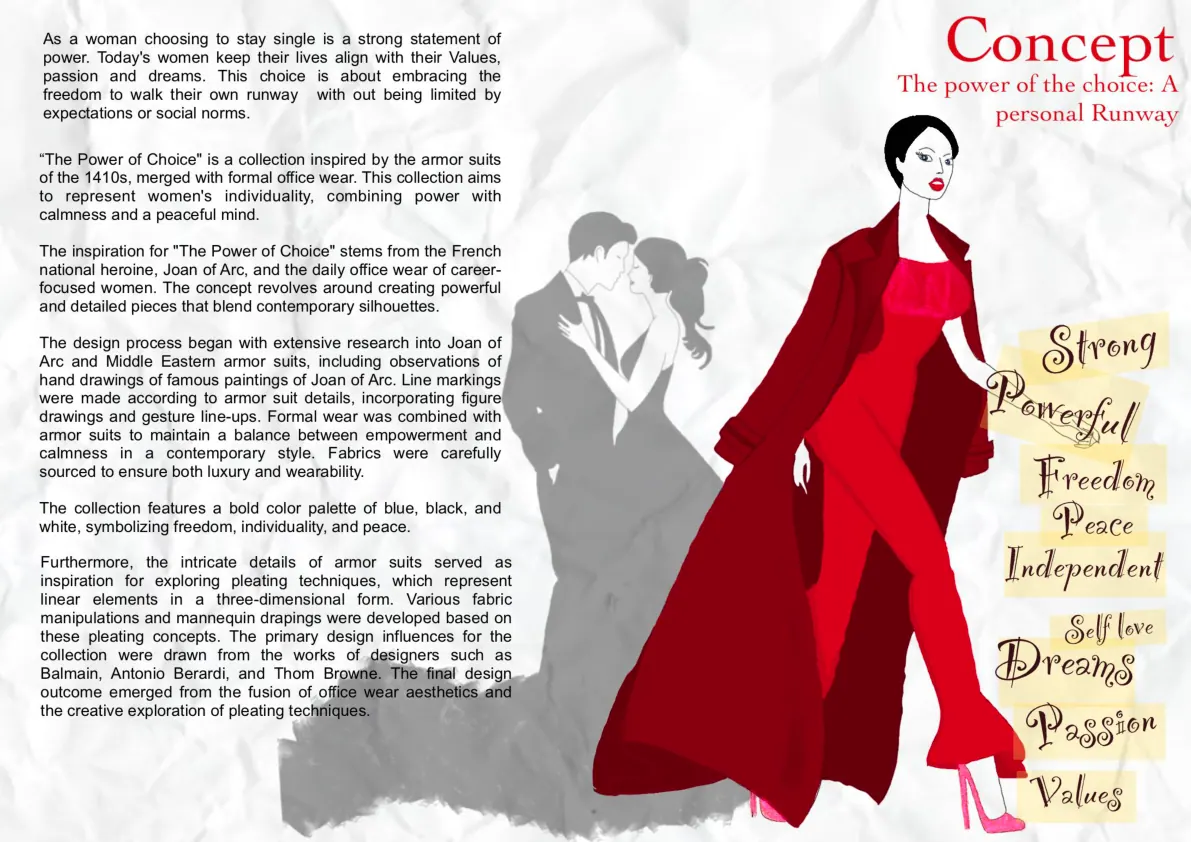 Concept
The power of the choice: A
personal Runway
As a woman choosing to stay single is a strong statement of
power. Today's women keep their lives align with their Values,
passion and dreams. This choice is about embracing the
freedom to walk their own runway with out being limited by
expectations or social norms.
“The Power of Choice" is a collection inspired by the armor suits
of the 1410s, merged with formal office wear. This collection aims
to represent women's individuality, combining power with
calmness and a peaceful mind.
The inspiration for "The Power of Choice" stems from the French
national heroine, Joan of Arc, and the daily office wear of career-
focused women. The concept revolves around creating powerful
and detailed pieces that blend contemporary silhouettes.
The design process began with extensive research into Joan of
Arc and Middle Eastern armor suits, including observations of
hand drawings of famous paintings of Joan of Arc. Line markings
were made according to armor suit details, incorporating figure
drawings and gesture line-ups. Formal wear was combined with
armor suits to maintain a balance between empowerment and
calmness in a contemporary style. Fabrics were carefully
sourced to ensure both luxury and wearability.
The collection features a bold color palette of blue, black, and
white, symbolizing freedom, individuality, and peace.
Furthermore, the intricate details of armor suits served as
inspiration for exploring pleating techniques, which represent
linear elements in a three-dimensional form. Various fabric
manipulations and mannequin drapings were developed based on
these pleating concepts. The primary design influences for the
collection were drawn from the works of designers such as
Balmain, Antonio Berardi, and Thom Browne. The final design
outcome emerged from the fusion of office wear aesthetics and
the creative exploration of pleating techniques.
Strong
Powerful
Freedom
Peace
Independent
Self love
Dreams
Passion
Values